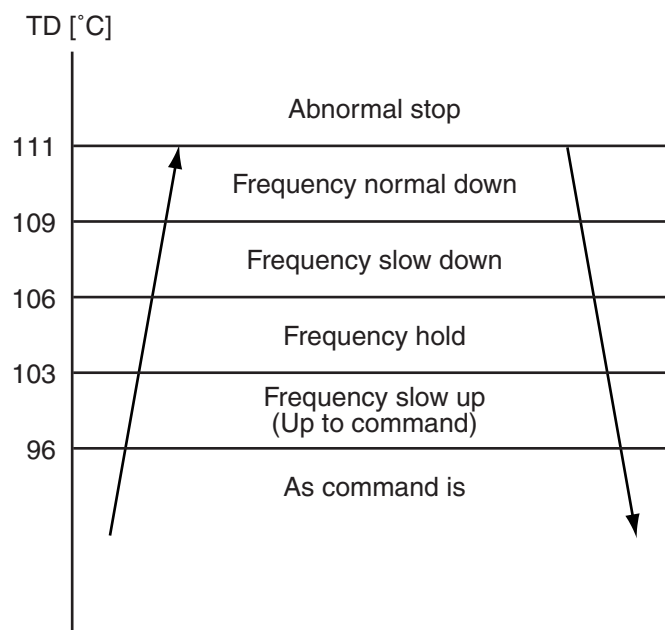 TD [˚C]
Abnormal stop
111
Frequency normal down
109
Frequency slow down
106
Frequency hold
103
Frequency slow up
(Up to command)
96
As command is